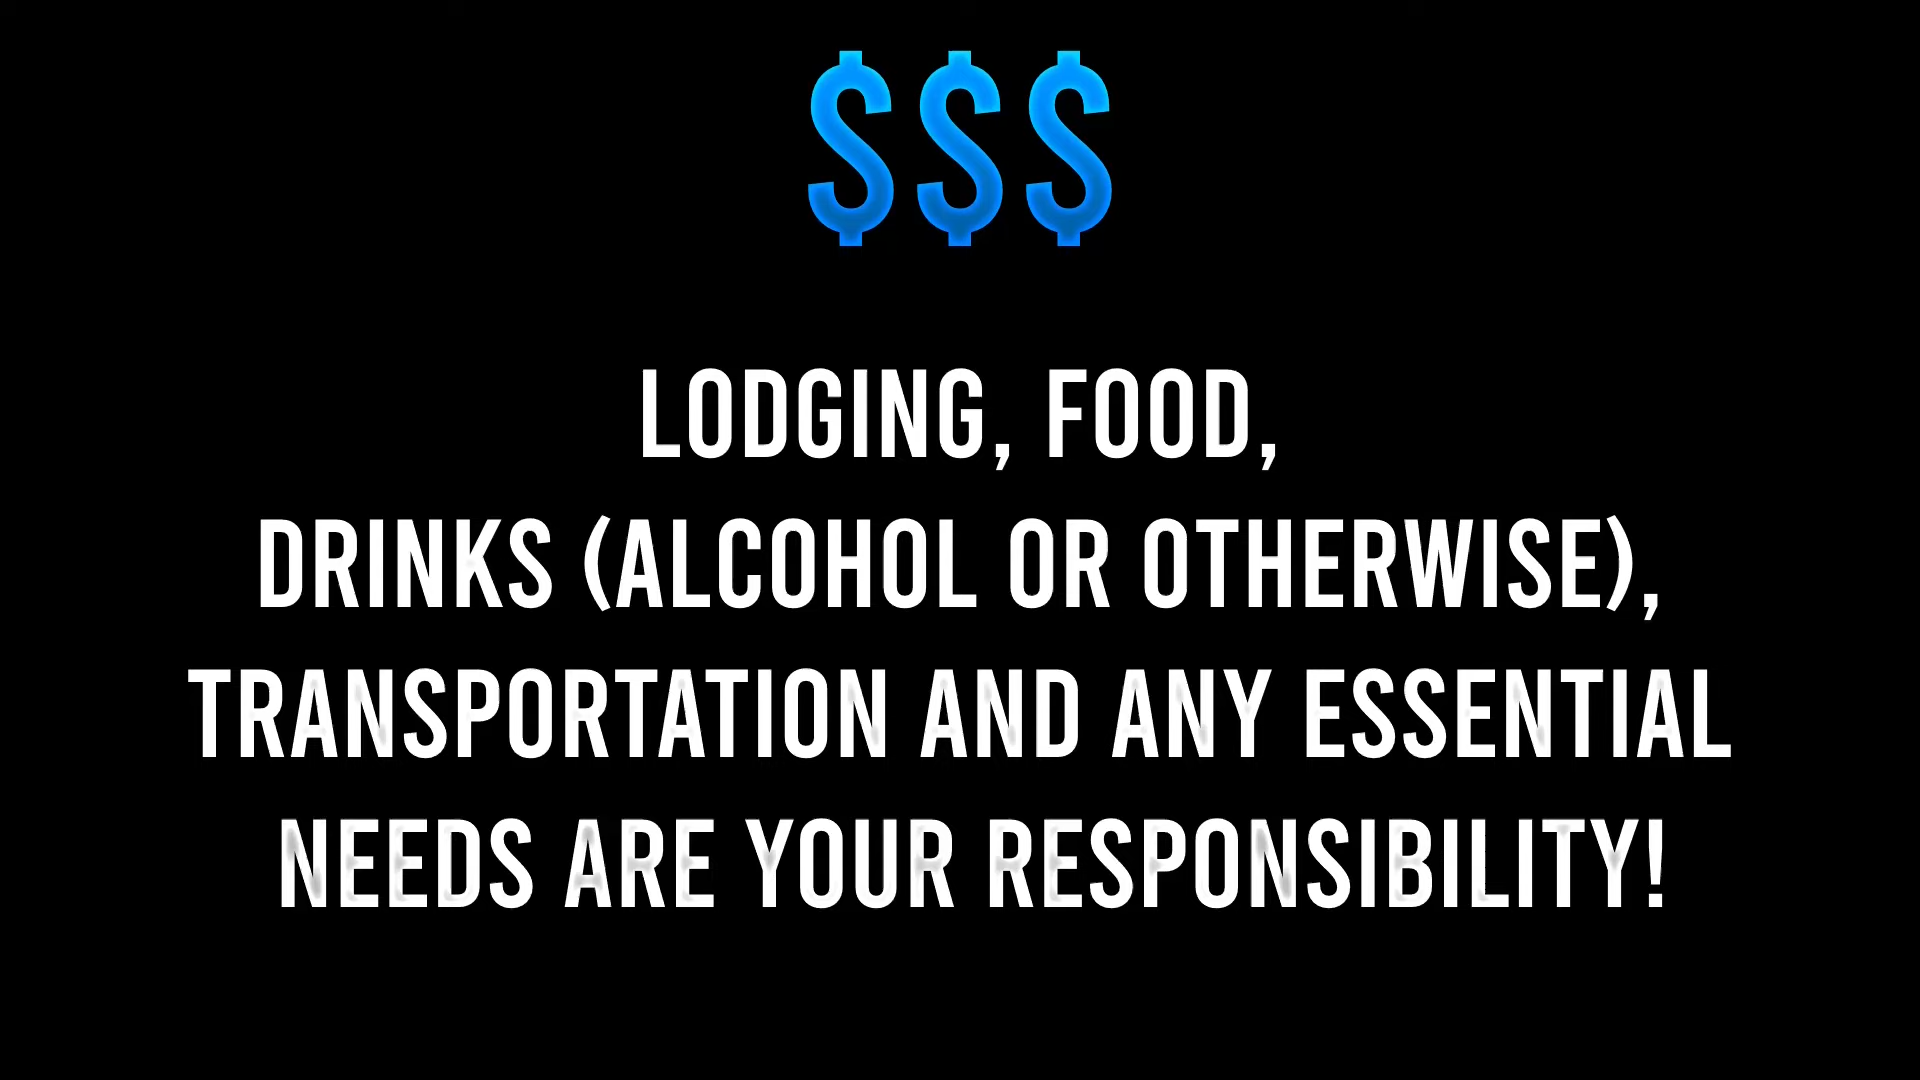 $$$
LODGING, FOOD,
DRINKS (ALCOHOL OR OTHERWISE),
TRANSPORTATION AND ANY ESSENTIAL
NEEDS ARE YOUR RESPONSIBILITY!